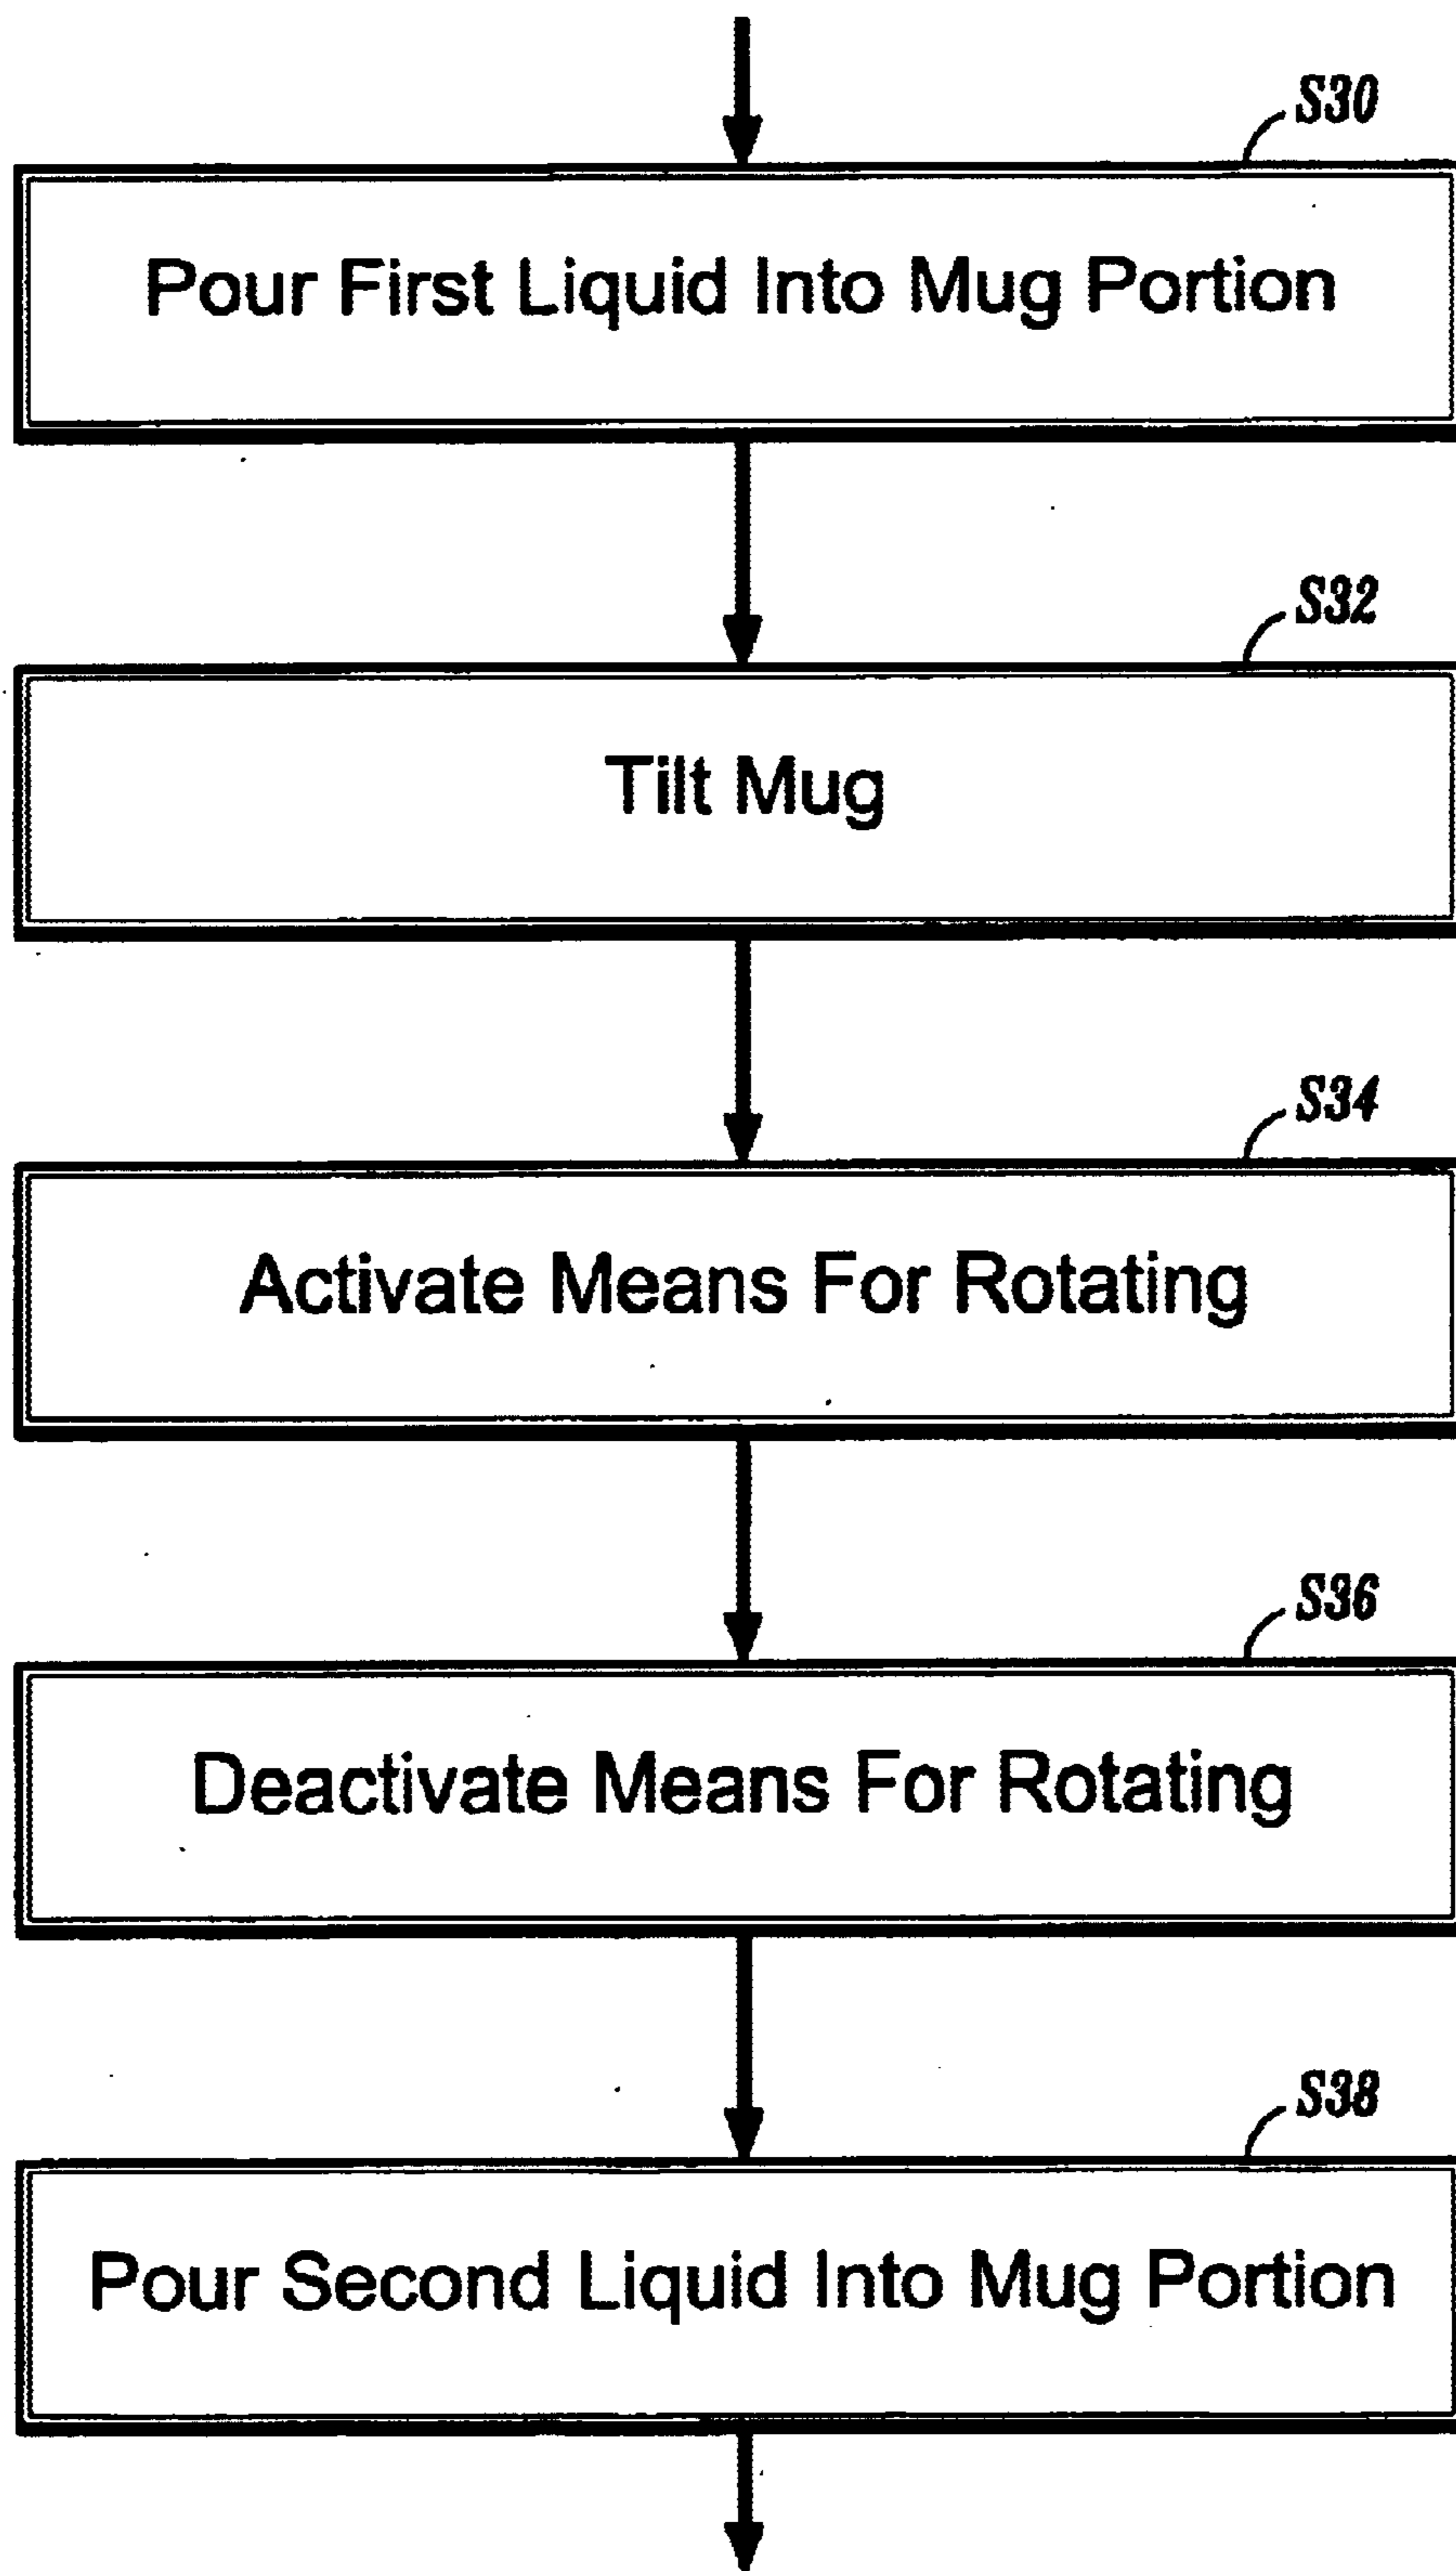 S30
Pour First Liquid Into Mug Portion
S32
Tilt Mug
S34
Activate Means For Rotating
S36
Deactivate Means For Rotating
S38
Pour Second Liquid Into Mug Portion